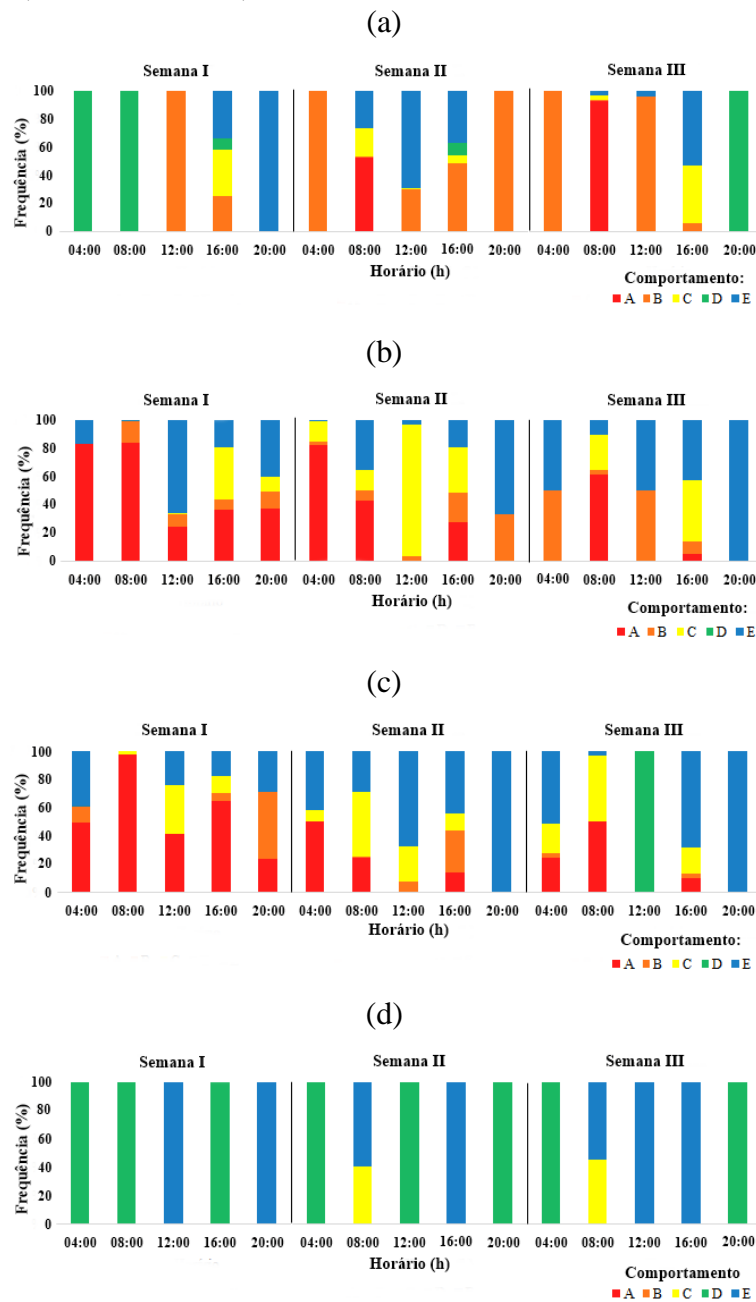 (a)
Semana I Semana II Semana III
Frequência (%)
100
80
60
40
20
0
04:00 08:00 12:00 16:00 20:00 04:00 08:00 12:00 16:00 20:00 04:00 08:00 12:00 16:00 20:00
Horário (h)
Comportamento:
A B C D E
(b)
Semana I Semana II Semana III
Frequência (%)
100
80
60
40
20
0
04:00 08:00 12:00 16:00 20:00 04:00 08:00 12:00 16:00 20:00 04:00 08:00 12:00 16:00 20:00
Horário (h)
Comportamento:
A B C D E
(c)
Semana I Semana II Semana III
Frequência (%)
100
80
60
40
20
0
04:00 08:00 12:00 16:00 20:00 04:00 08:00 12:00 16:00 20:00 04:00 08:00 12:00 16:00 20:00
Horário (h)
Comportamento:
A B C D E
(d)
Semana I Semana II Semana III
Frequência (%)
100
80
60
40
20
0
04:00 08:00 12:00 16:00 20:00 04:00 08:00 12:00 16:00 20:00 04:00 08:00 12:00 16:00 20:00
Horário (h)
Comportamento
A B C D E